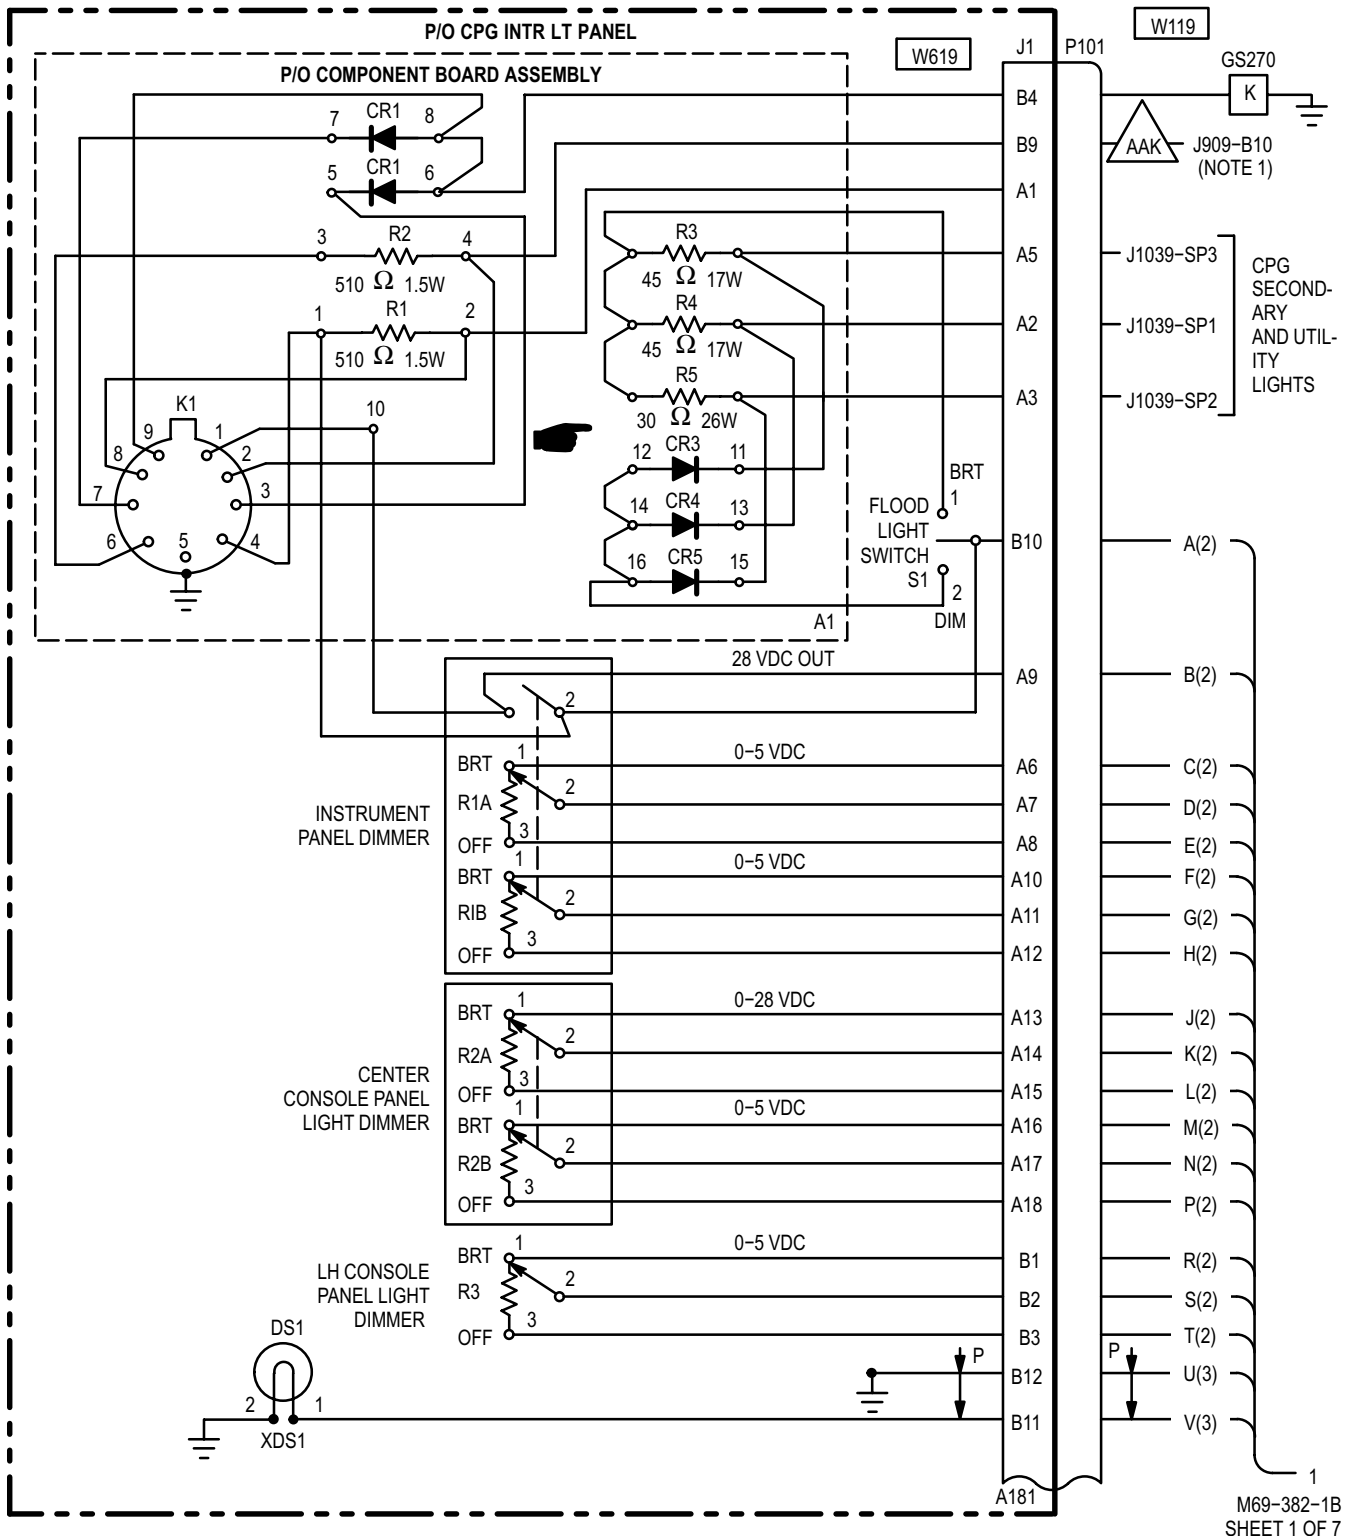 P/O CPG INTR LT PANEL
W119
W619
J1 P101
GS270
P/O COMPONENT BOARD ASSEMBLY
K
7 CR1 8
B4
B9
AAK
J909−B10
(NOTE 1)
5 CR1 6
A1
3 R2 4
510 Ω 1.5W
R3
45 Ω 17W
A5
J1039−SP3
CPG
SECOND-
ARY
AND UTIL-
ITY
LIGHTS
1 R1 2
510 Ω 1.5W
R4
45 Ω 17W
A2
J1039−SP1
R5
30 Ω 26W
A3
J1039−SP2
K1
10
9 1
8 2
7 3
6 5 4
12 CR3 11
14 CR4 13
16 CR5 15
BRT
1
FLOOD
LIGHT
SWITCH
S1
2
DIM
B10
A(2)
A1
28 VDC OUT
A9
B(2)
2
INSTRUMENT
PANEL DIMMER
BRT 1
0−5 VDC
A6
C(2)
R1A 2
A7
D(2)
OFF 3
A8
E(2)
BRT 1
0−5 VDC
A10
F(2)
RIB 2
A11
G(2)
OFF 3
A12
H(2)
CENTER
CONSOLE PANEL
LIGHT DIMMER
BRT 1
0−28 VDC
A13
J(2)
R2A 2
A14
K(2)
OFF 3
A15
L(2)
BRT 1
0−5 VDC
A16
M(2)
R2B 2
A17
N(2)
OFF 3
A18
P(2)
LH CONSOLE
PANEL LIGHT
DIMMER
BRT 1
0−5 VDC
B1
R(2)
R3 2
B2
S(2)
OFF 3
B3
T(2)
DS1
P
B12
P
U(3)
2 1
XDS1
B11
V(3)
1
A181
M69−382−1B
SHEET 1 OF 7